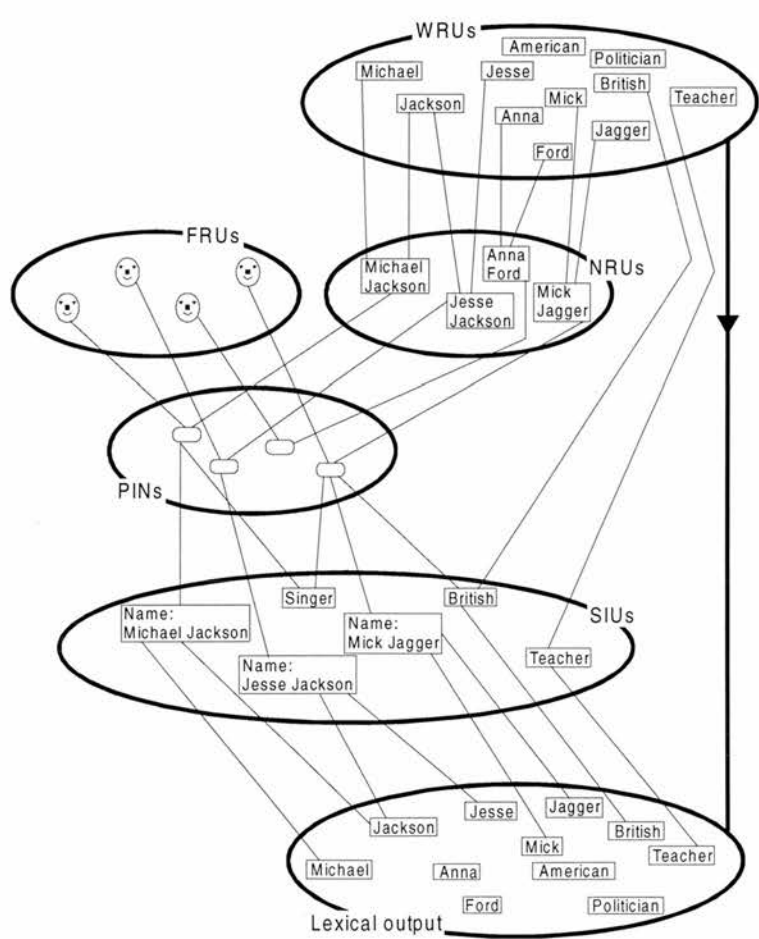 WRUs
American
Politician
Michael
Jesse
British
Jackson
Mick
Teacher
Anna
Jagger
Ford
FRUs
NRUs
Michael
Jackson
Anna
Ford
Jesse
Jackson
Mick
Jagger
PINs
Singer
British
SIUs
Name:
Michael Jackson
Name:
Mick Jagger
Name:
Jesse Jackson
Teacher
Jesse
Jagger
Jackson
British
Mick
Teacher
Michael
Anna
American
Ford
Politician
Lexical output